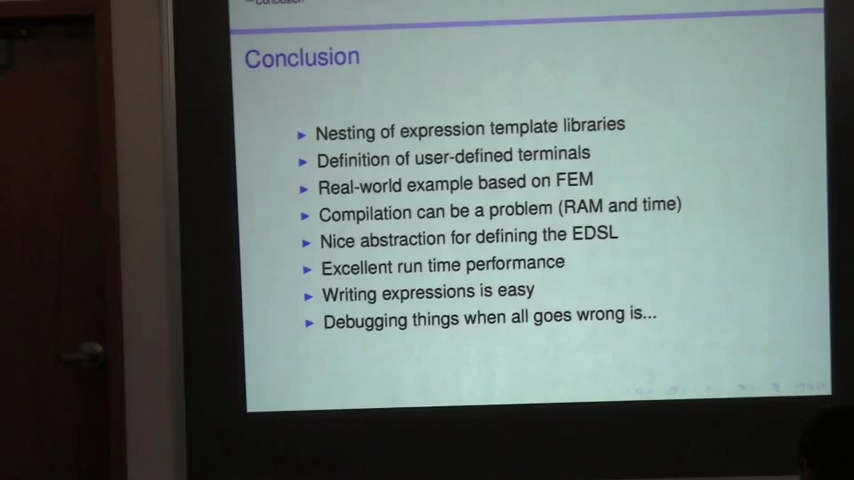 Conclusion
Conclusion
Nesting of expression template libraries
Definition of user-defined terminals
Real-world example based on FEM
Compilation can be a problem (RAM and time)
Nice abstraction for defining the EDSL
Excellent run time performance
Writing expressions is easy
Debugging things when all goes wrong is...